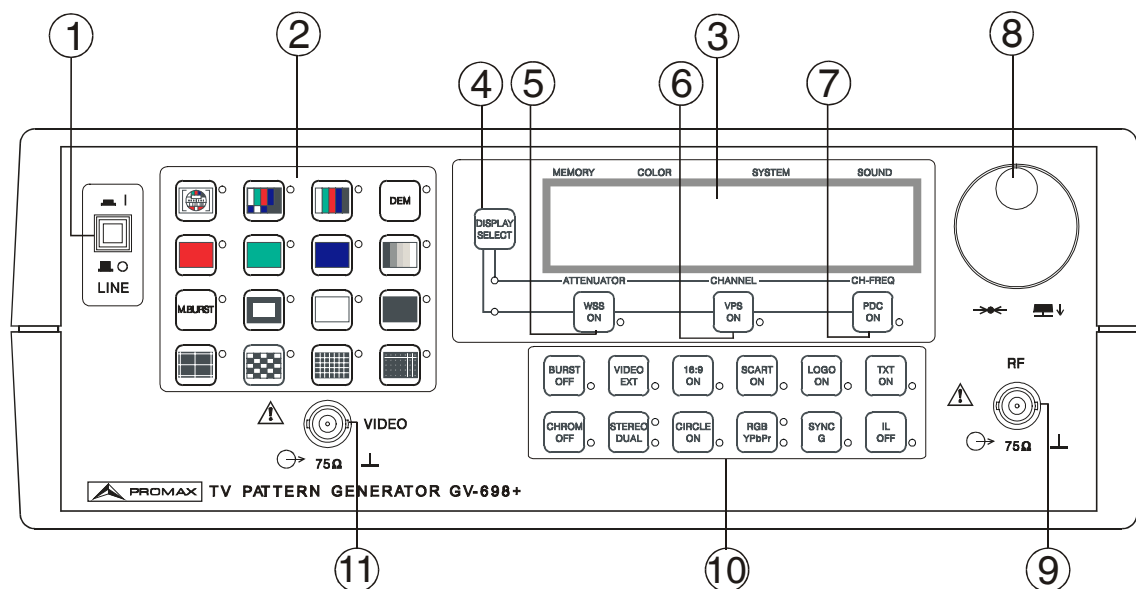 1
2
3
8
4
5
6
7
MEMORY COLOR SYSTEM SOUND
DISPLAY
SELECT
ATTENUATOR CHANNEL CH-FREQ
WSS
ON
VPS
ON
PDC
ON
I
O
LINE
DEM
M.BURST
BURST
OFF
VIDEO
EXT
16:9
ON
SCART
ON
LOGO
ON
TXT
ON
CHROM
OFF
STEREO
DUAL
CIRCLE
ON
RGB
YPbPr
SYNC
G
IL
OFF
RF
75Ω
VIDEO
75Ω
PROMAX TV PATTERN GENERATOR GV-698+
11
10
9